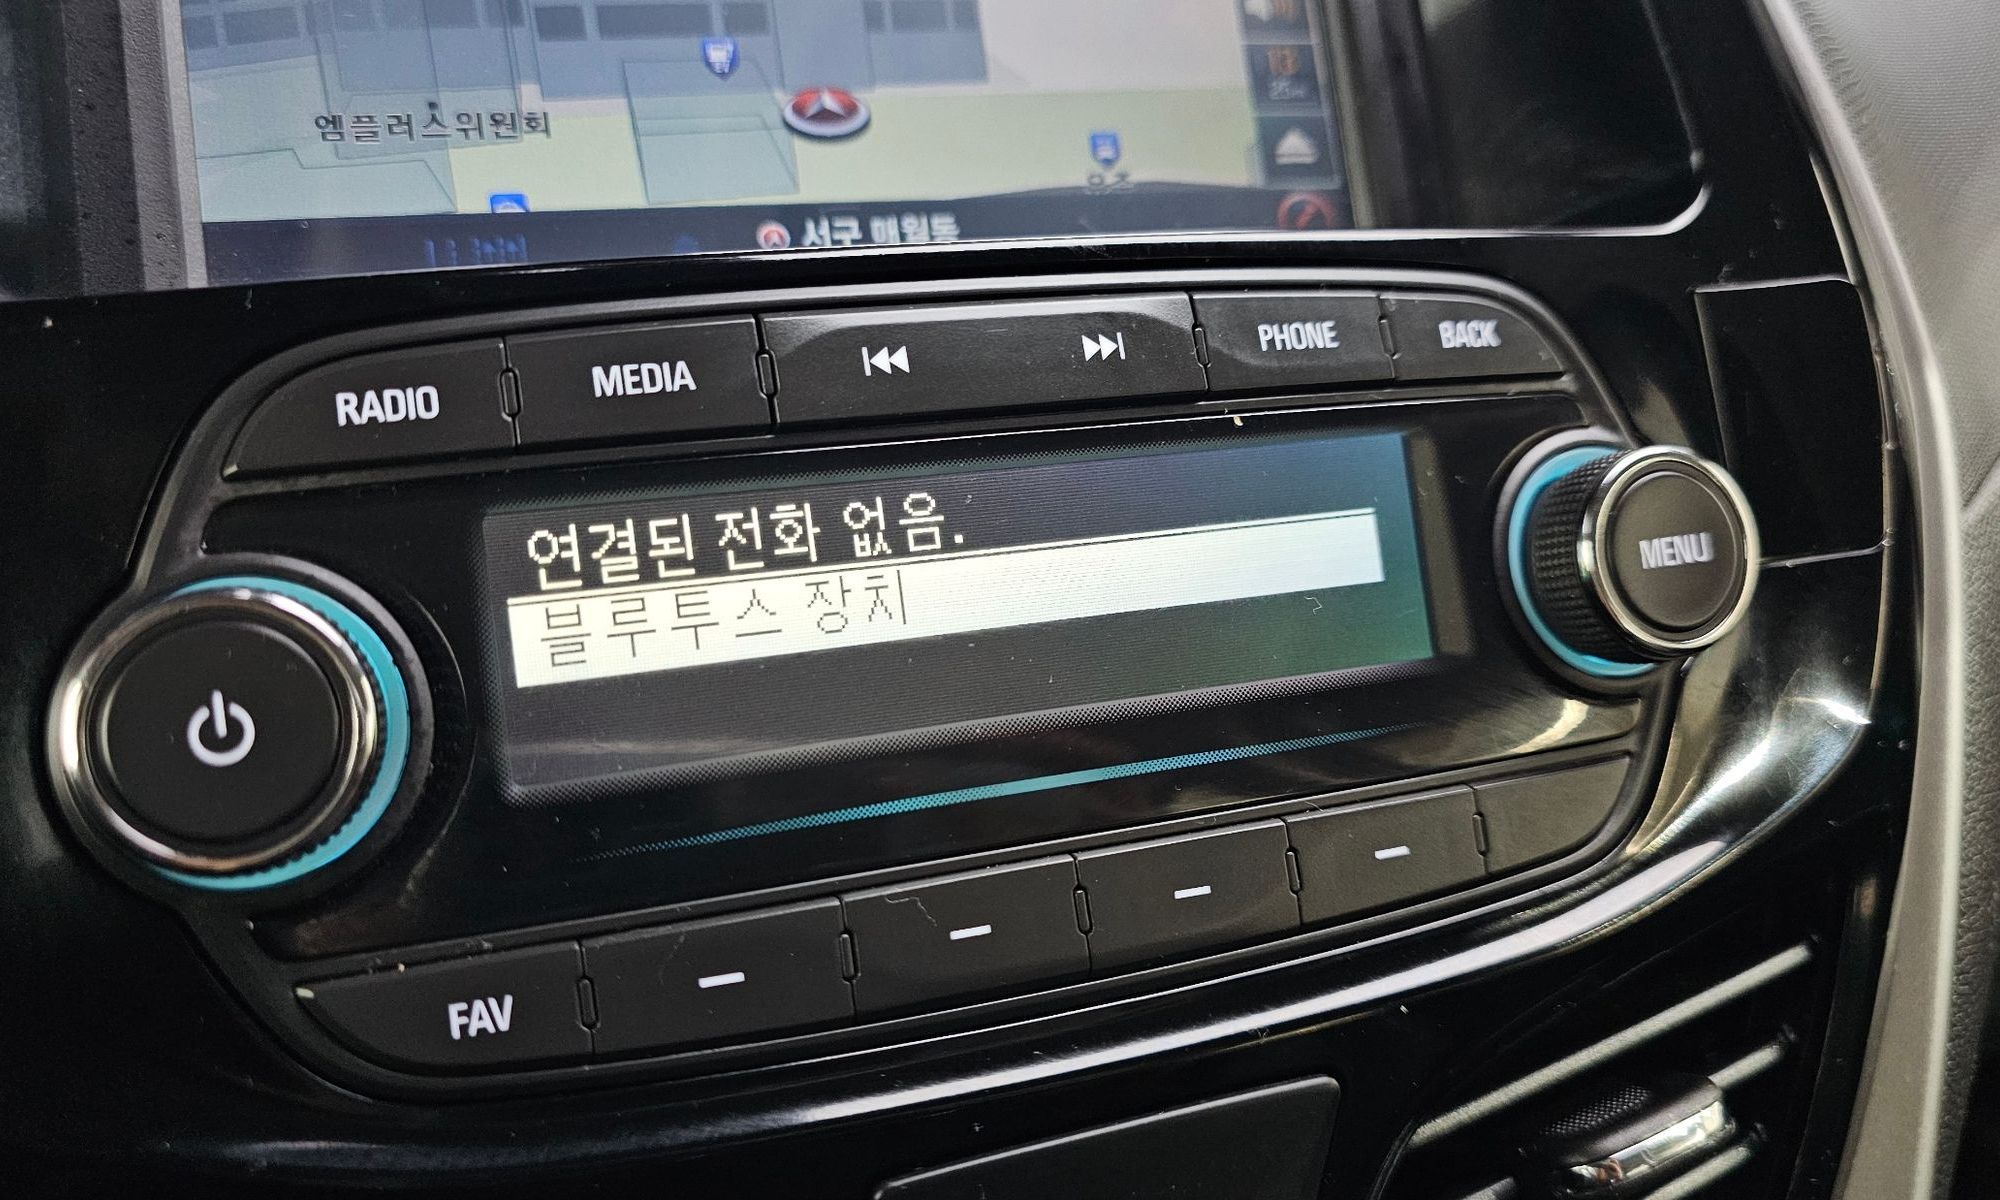 엠플러스위원회
서구 매월동
RADIO
MEDIA
PHONE
BACK
연결된 전화 없음.
블루투스 장치
MENU
FAV